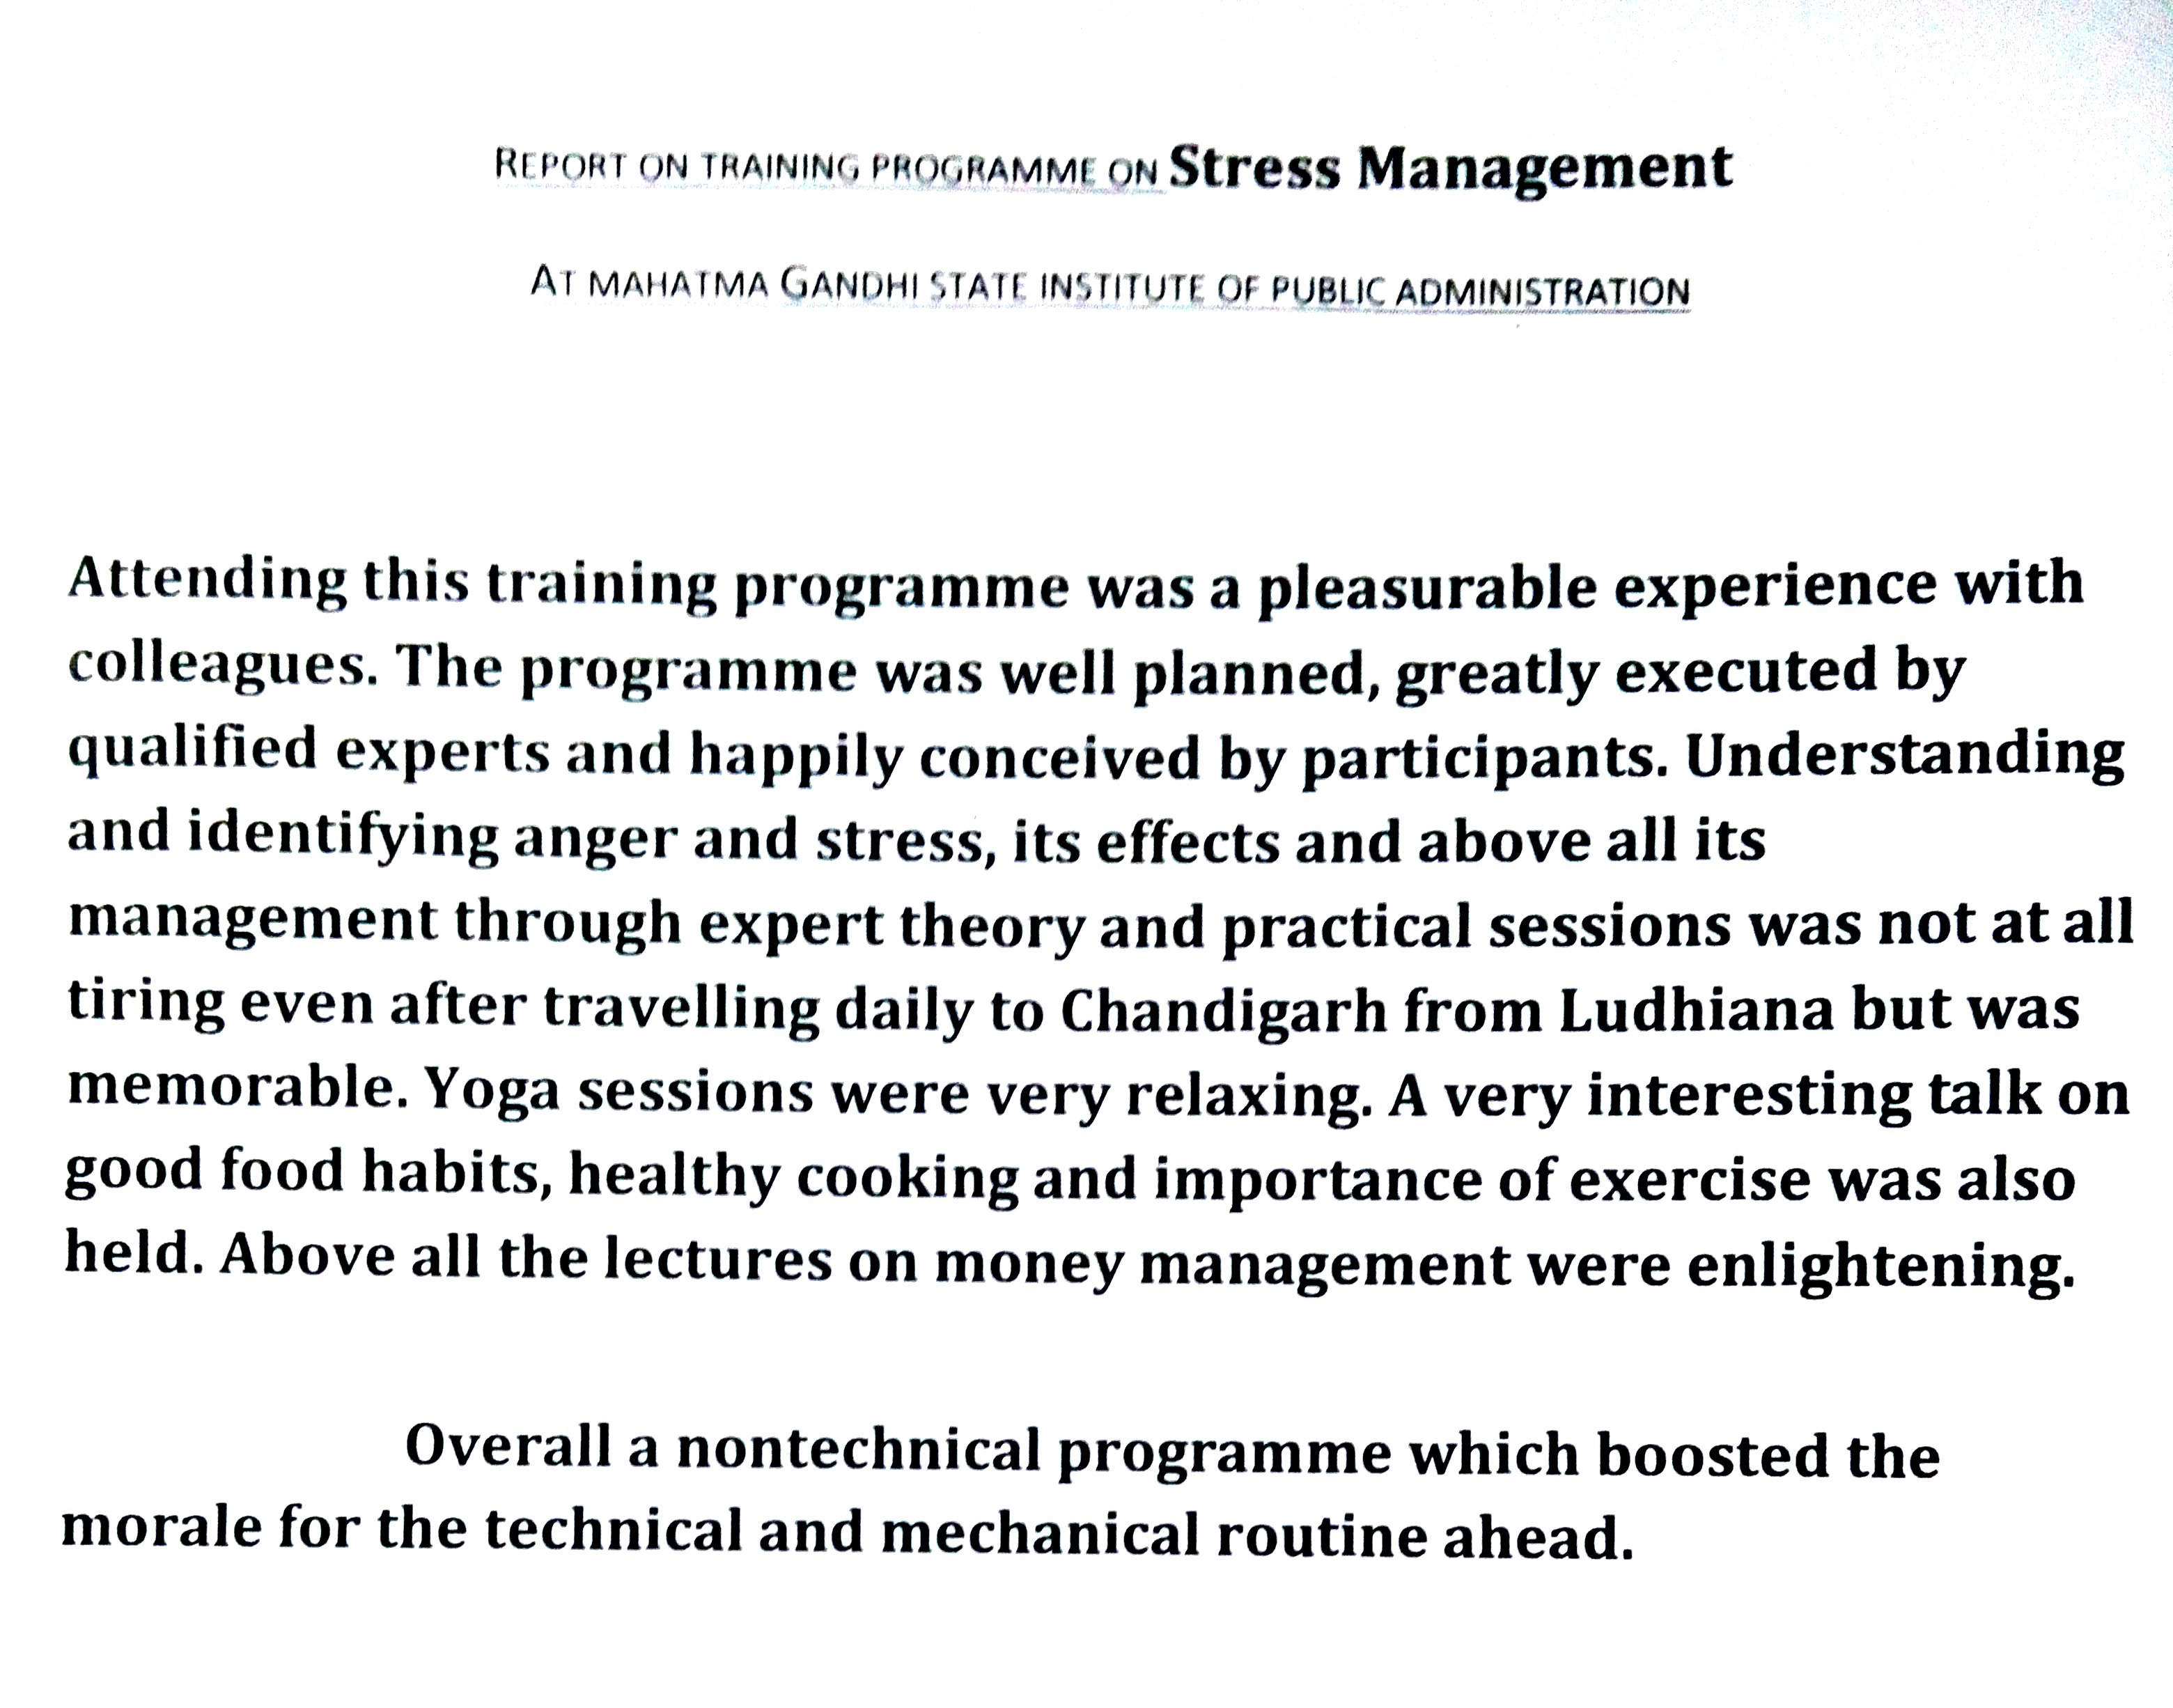 REPORT ON TRAINING PROGRAMME ON Stress Management
AT MAHATMA GANDHI STATE INSTITUTE OF PUBLIC ADMINISTRATION
Attending this training programme was a pleasurable experience with
colleagues. The programme was well planned, greatly executed by
qualified experts and happily conceived by participants. Understanding
and identifying anger and stress, its effects and above all its
management through expert theory and practical sessions was not at all
tiring even after travelling daily to Chandigarh from Ludhiana but was
memorable. Yoga sessions were very relaxing. A very interesting talk on
good food habits, healthy cooking and importance of exercise was also
held. Above all the lectures on money management were enlightening.
Overall a nontechnical programme which boosted the
morale for the technical and mechanical routine ahead.